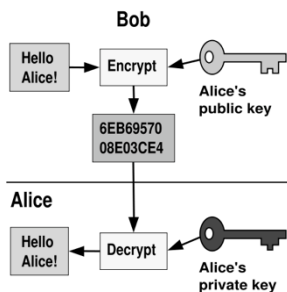 Bob
Hello
Alice!
Encrypt
Alice's
public key
6EB69570
08E03CE4
Alice
Hello
Alice!
Decrypt
Alice's
private key